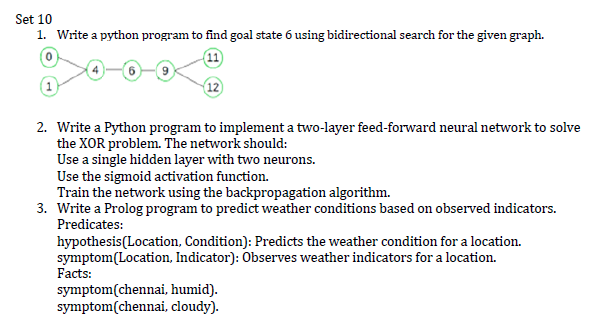 Set 10
1. Write a python program to find goal state 6 using bidirectional search for the given graph.
0
11
4 6 9
1
12
2. Write a Python program to implement a two-layer feed-forward neural network to solve
the XOR problem. The network should:
Use a single hidden layer with two neurons.
Use the sigmoid activation function.
Train the network using the backpropagation algorithm.
3. Write a Prolog program to predict weather conditions based on observed indicators.
Predicates:
hypothesis(Location, Condition): Predicts the weather condition for a location.
symptom(Location, Indicator): Observes weather indicators for a location.
Facts:
symptom(chennai, humid).
symptom(chennai, cloudy).